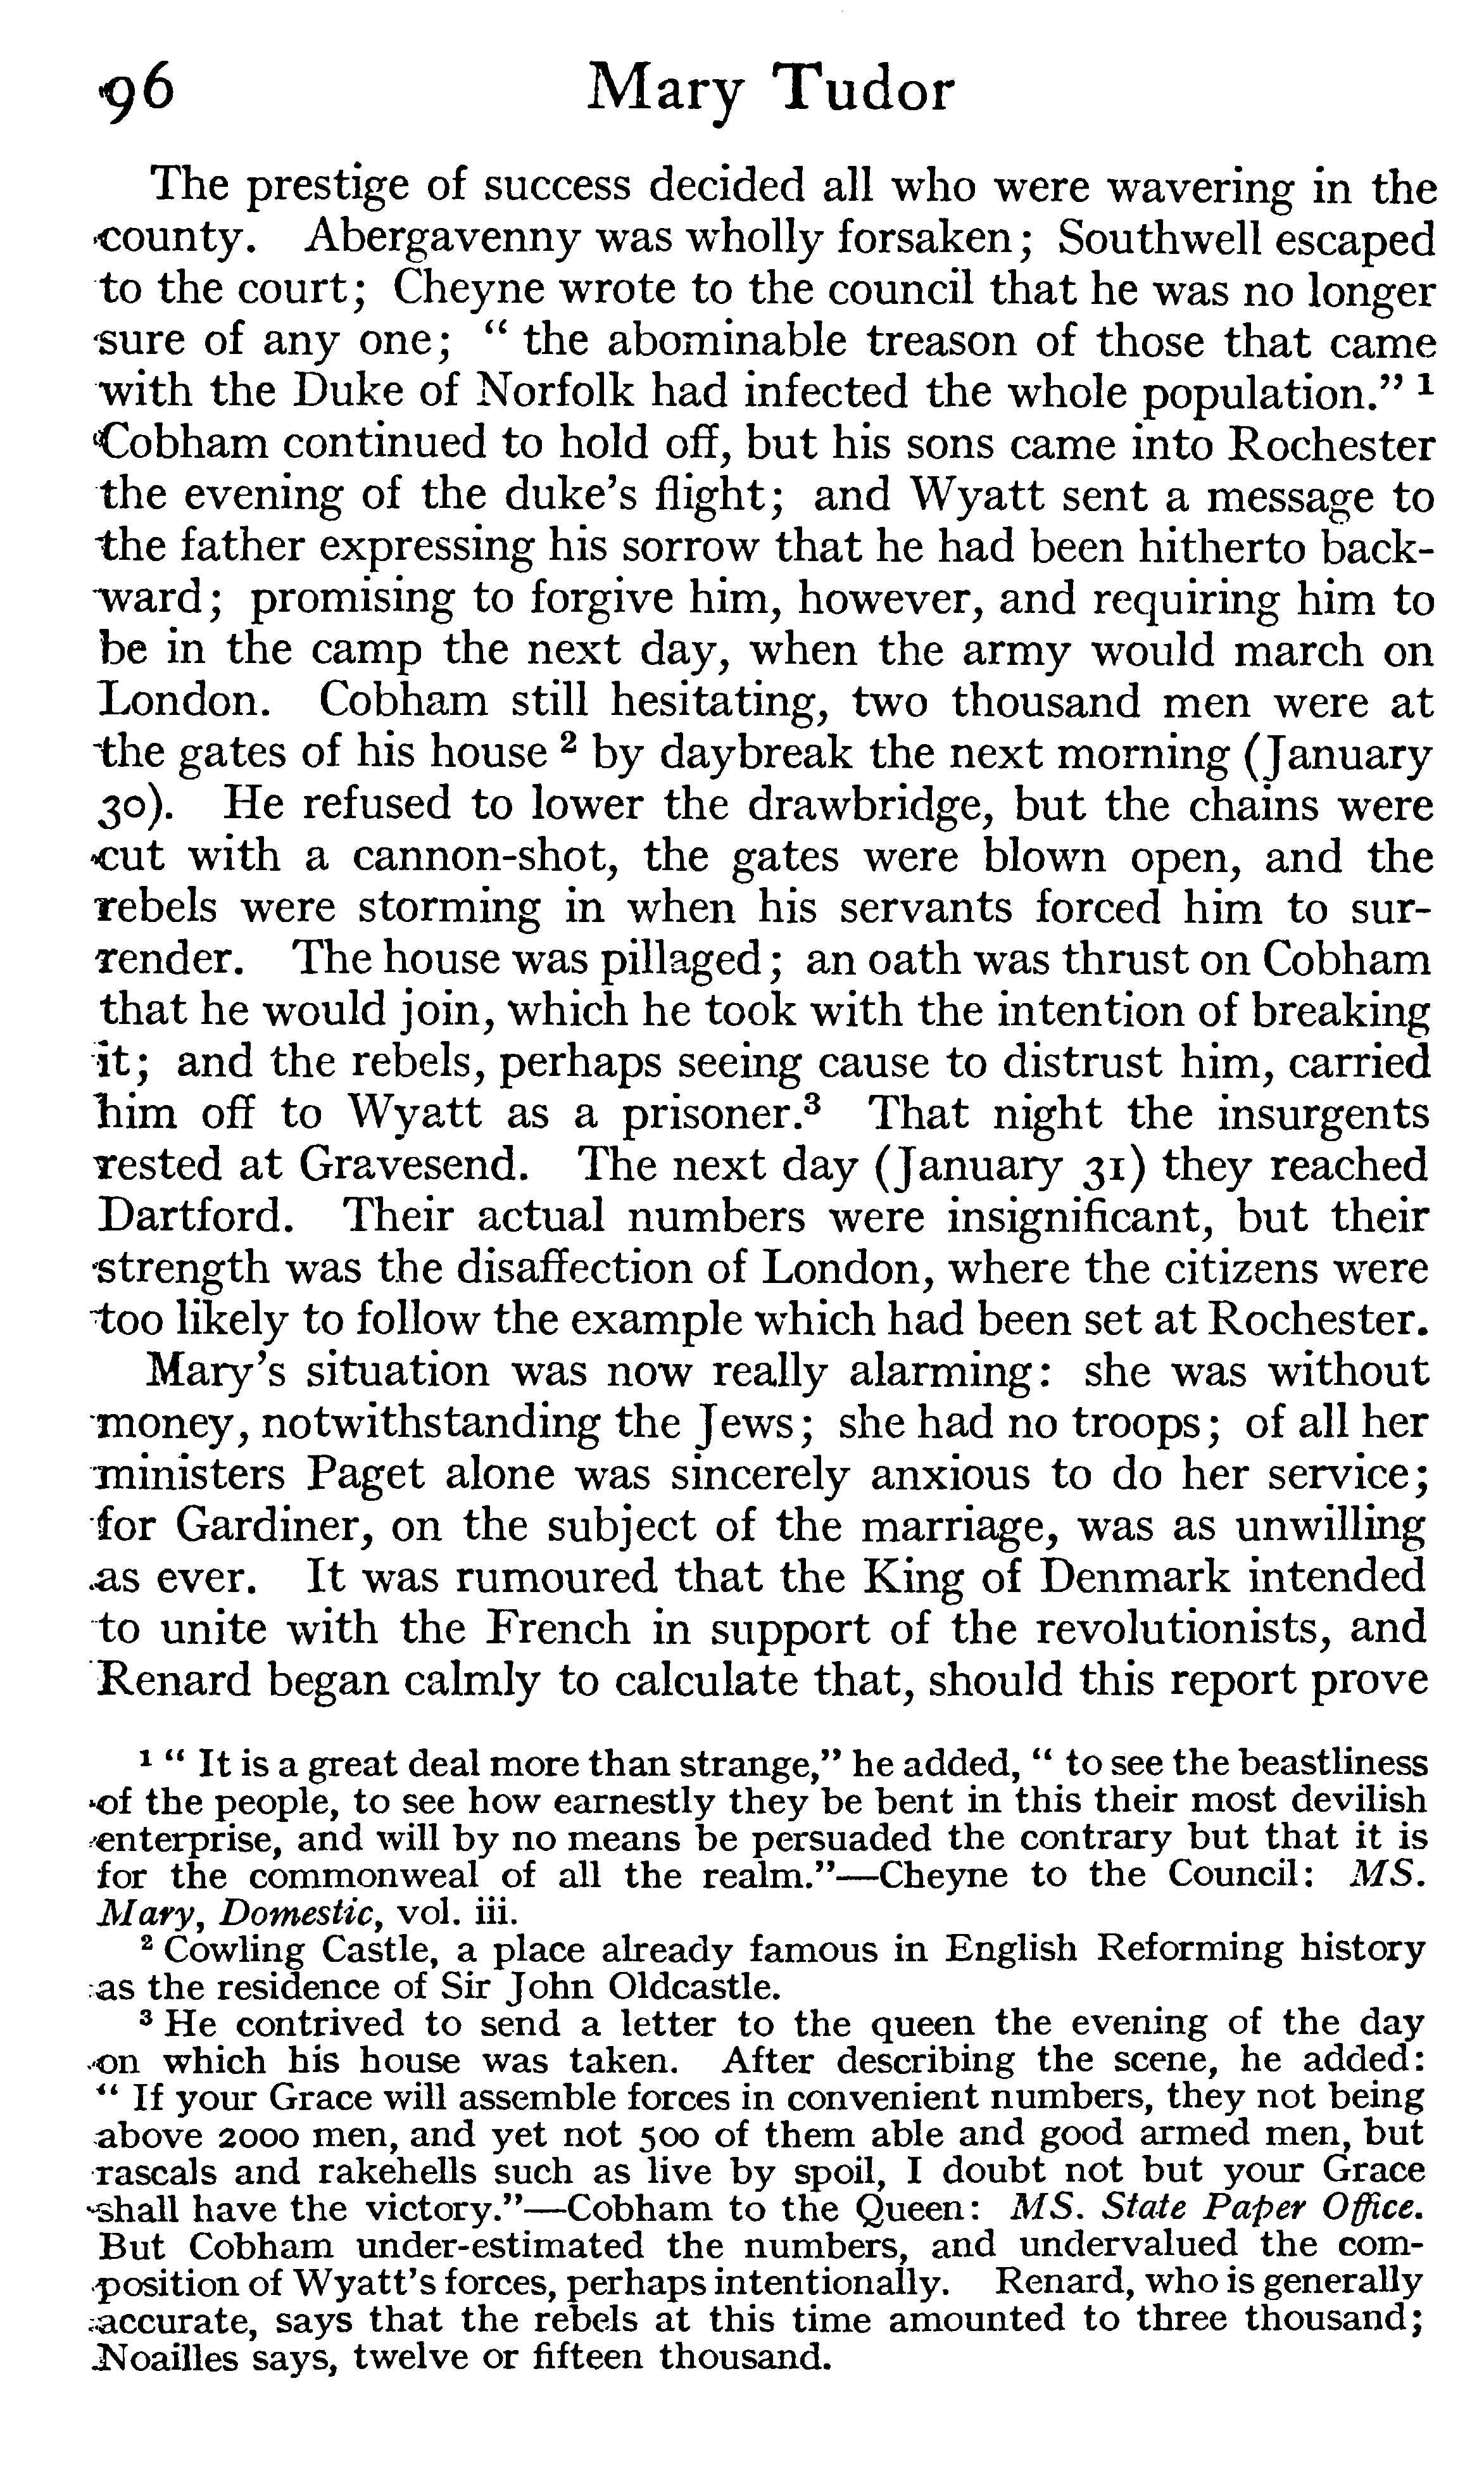 96 Mary Tudor
The prestige of success decided all who were wavering in the
county. Abergavenny was wholly forsaken; Southwell escaped
to the court; Cheyne wrote to the council that he was no longer
sure of any one; " the abominable treason of those that came
with the Duke of Norfolk had infected the whole population." 1
Cobham continued to hold off, but his sons came into Rochester
the evening of the duke's flight; and Wyatt sent a message to
the father expressing his sorrow that he had been hitherto back-
ward; promising to forgive him, however, and requiring him to
be in the camp the next day, when the army would march on
London. Cobham still hesitating, two thousand men were at
the gates of his house 2 by daybreak the next morning (January
30). He refused to lower the drawbridge, but the chains were
cut with a cannon-shot, the gates were blown open, and the
rebels were storming in when his servants forced him to sur-
render. The house was pillaged; an oath was thrust on Cobham
that he would join, which he took with the intention of breaking
it; and the rebels, perhaps seeing cause to distrust him, carried
him off to Wyatt as a prisoner.3 That night the insurgents
rested at Gravesend. The next day (January 31) they reached
Dartford. Their actual numbers were insignificant, but their
strength was the disaffection of London, where the citizens were
too likely to follow the example which had been set at Rochester.
Mary's situation was now really alarming: she was without
money, notwithstanding the Jews; she had no troops; of all her
ministers Paget alone was sincerely anxious to do her service;
for Gardiner, on the subject of the marriage, was as unwilling
as ever. It was rumoured that the King of Denmark intended
to unite with the French in support of the revolutionists, and
Renard began calmly to calculate that, should this report prove
1 " It is a great deal more than strange," he added, " to see the beastliness
of the people, to see how earnestly they be bent in this their most devilish
enterprise, and will by no means be persuaded the contrary but that it is
for the commonweal of all the realm."—Cheyne to the Council: MS.
Mary, Domestic, vol. iii.
2 Cowling Castle, a place already famous in English Reforming history
as the residence of Sir John Oldcastle.
3 He contrived to send a letter to the queen the evening of the day
on which his house was taken. After describing the scene, he added:
" If your Grace will assemble forces in convenient numbers, they not being
above 2000 men, and yet not 500 of them able and good armed men, but
rascals and rakehells such as live by spoil, I doubt not but your Grace
shall have the victory."—Cobham to the Queen: MS. State Paper Office.
But Cobham under-estimated the numbers, and undervalued the com-
position of Wyatt's forces, perhaps intentionally. Renard, who is generally
accurate, says that the rebels at this time amounted to three thousand;
Noailles says, twelve or fifteen thousand.